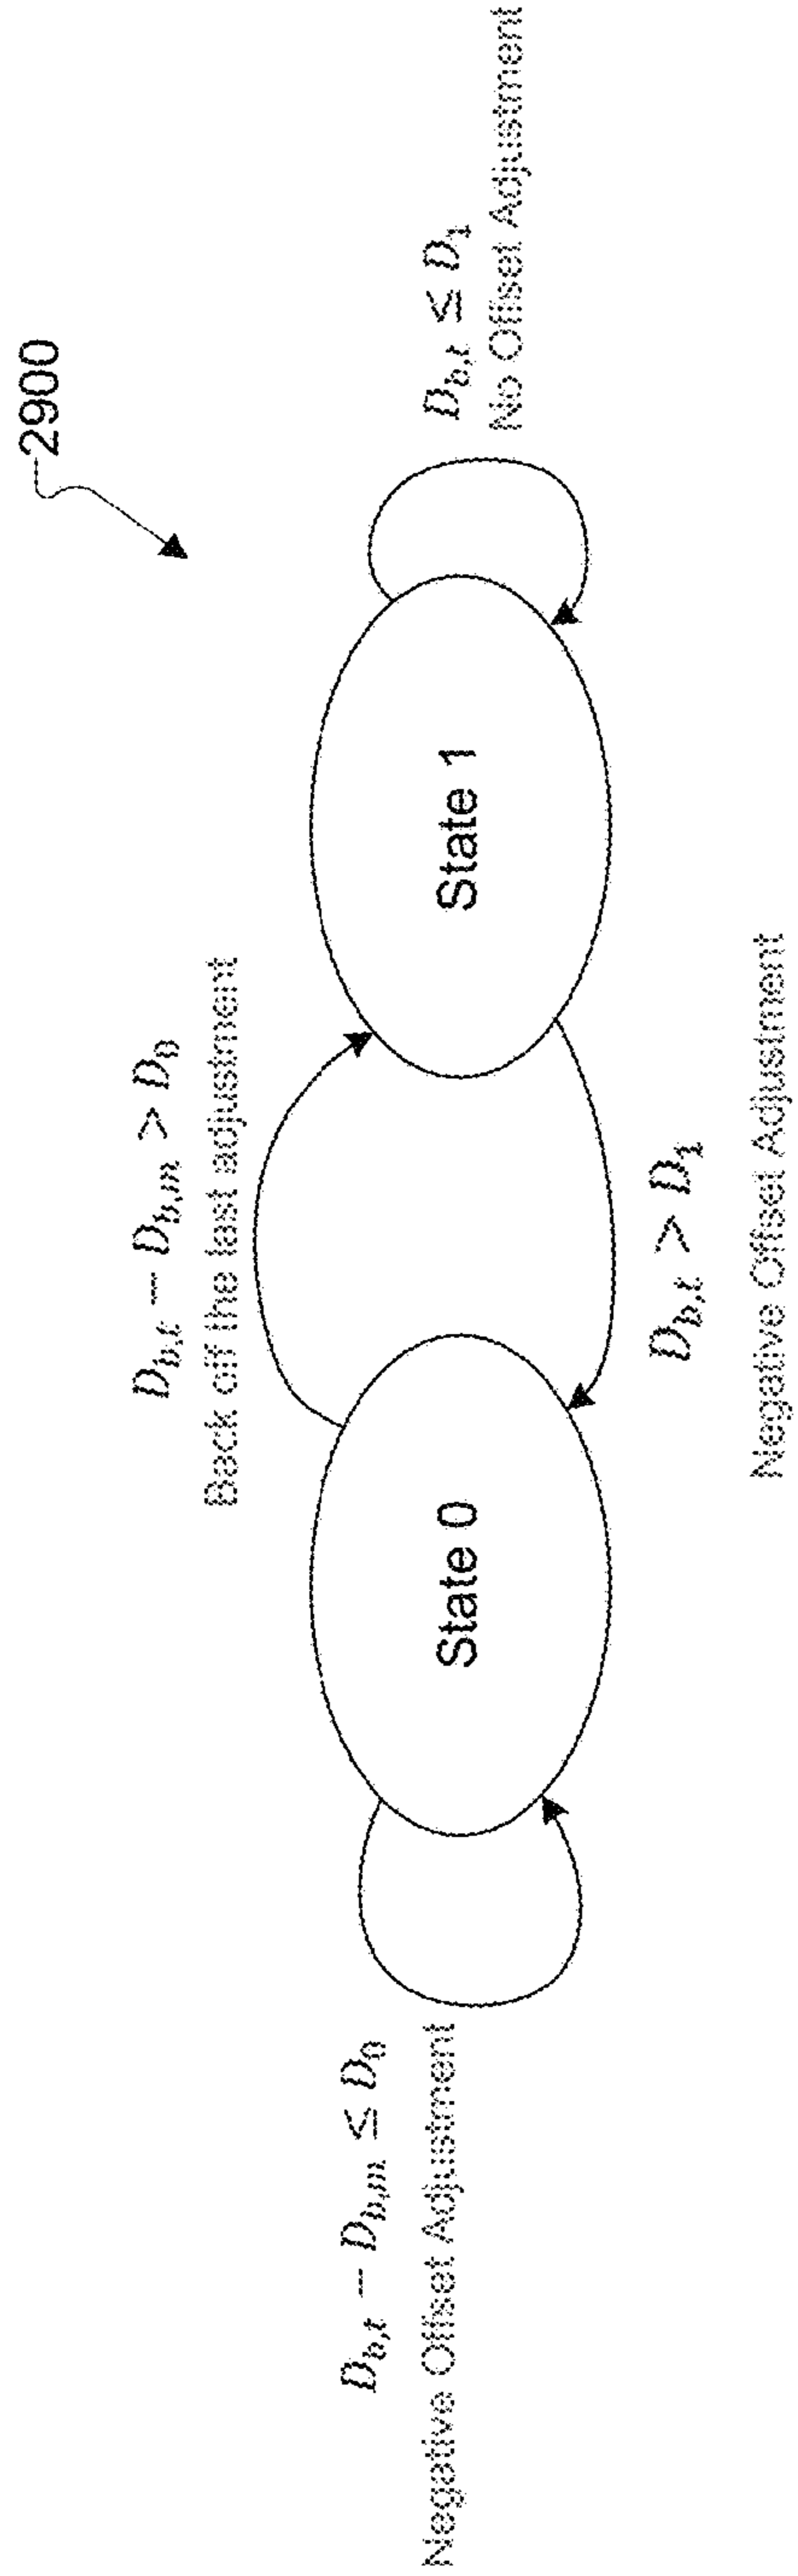 2900
D_{b,t} − D_{b,m} > D_0
Back off the last adjustment
D_{b,t} − D_{b,m} ≤ D_0
Negative Offset Adjustment
State 0
State 1
D_{b,t} ≤ D_1
No Offset Adjustment
D_{b,t} > D_1
Negative Offset Adjustment